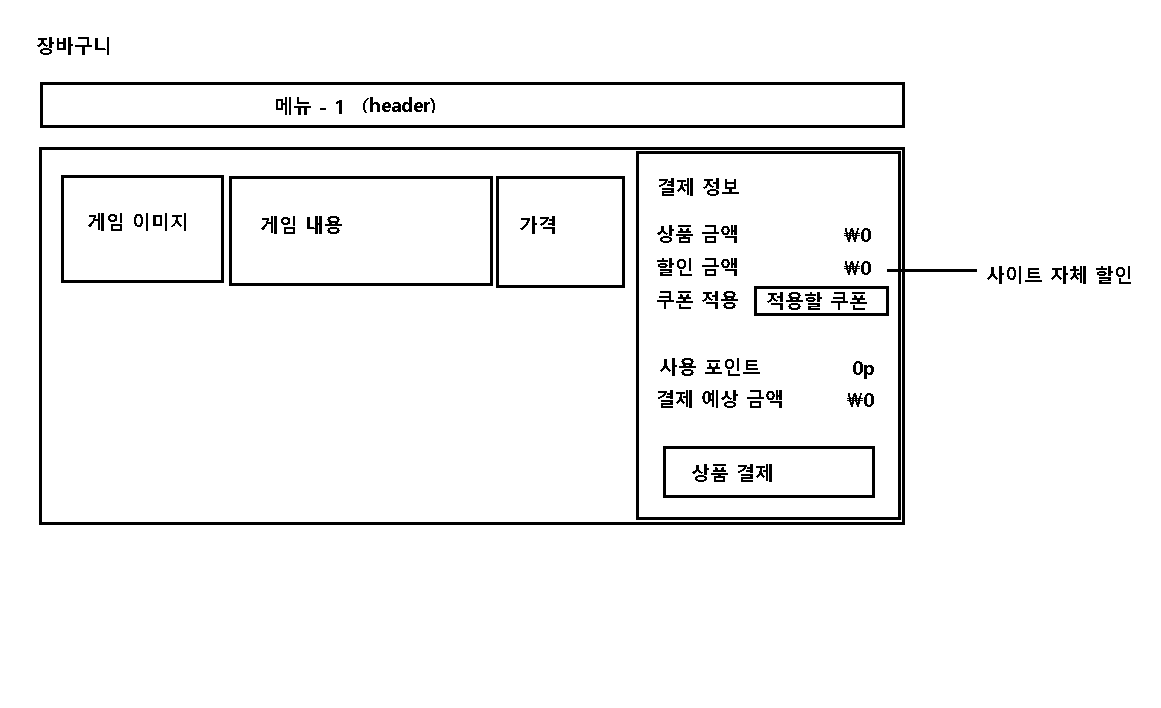 장바구니
메뉴 - 1 (header)
게임 이미지
게임 내용
가격
결제 정보
상품 금액 ₩0
할인 금액 ₩0
사이트 자체 할인
쿠폰 적용 적용할 쿠폰
사용 포인트 0p
결제 예상 금액 ₩0
상품 결제